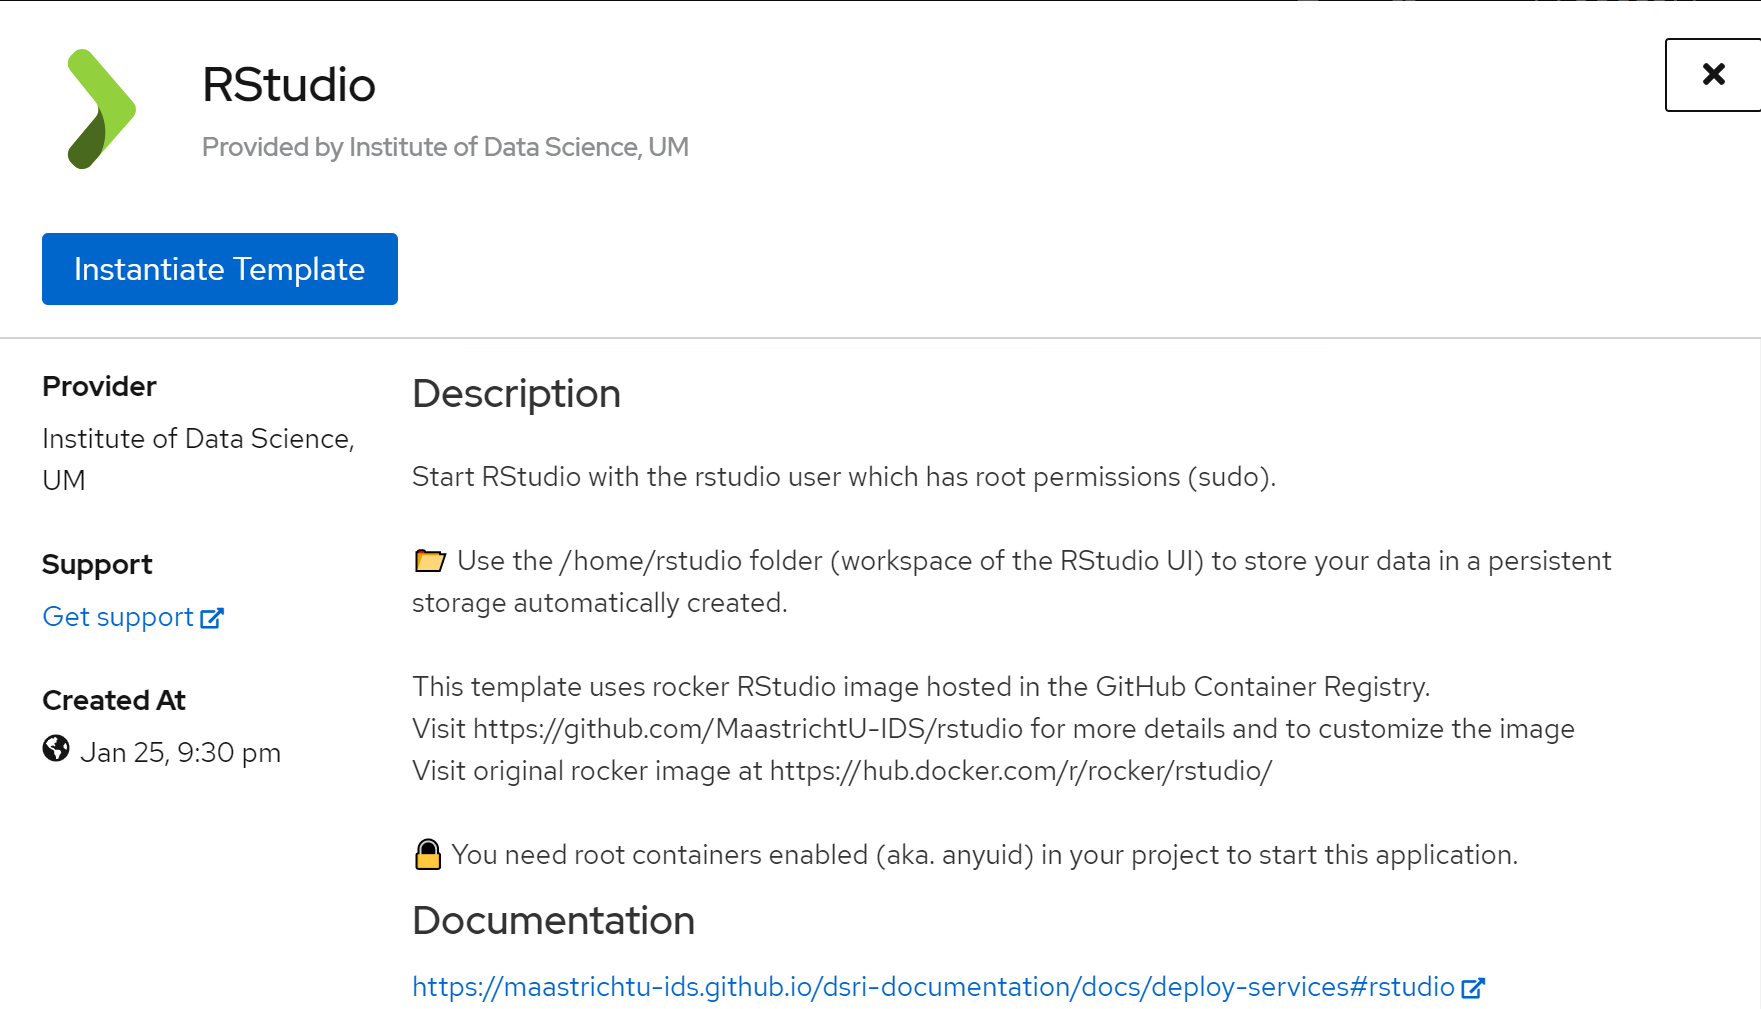 RStudio
Provided by Institute of Data Science, UM
Instantiate Template
Provider
Institute of Data Science,
UM
Support
Get support
Created At
Jan 25, 9:30 pm
Description
Start RStudio with the rstudio user which has root permissions (sudo).
📂 Use the /home/rstudio folder (workspace of the RStudio UI) to store your data in a persistent
storage automatically created.
This template uses rocker RStudio image hosted in the GitHub Container Registry.
Visit https://github.com/MaastrichtU-IDS/rstudio for more details and to customize the image
Visit original rocker image at https://hub.docker.com/r/rocker/rstudio/
🔒 You need root containers enabled (aka. anyuid) in your project to start this application.
Documentation
https://maastrichtu-ids.github.io/dsri-documentation/docs/deploy-services#rstudio